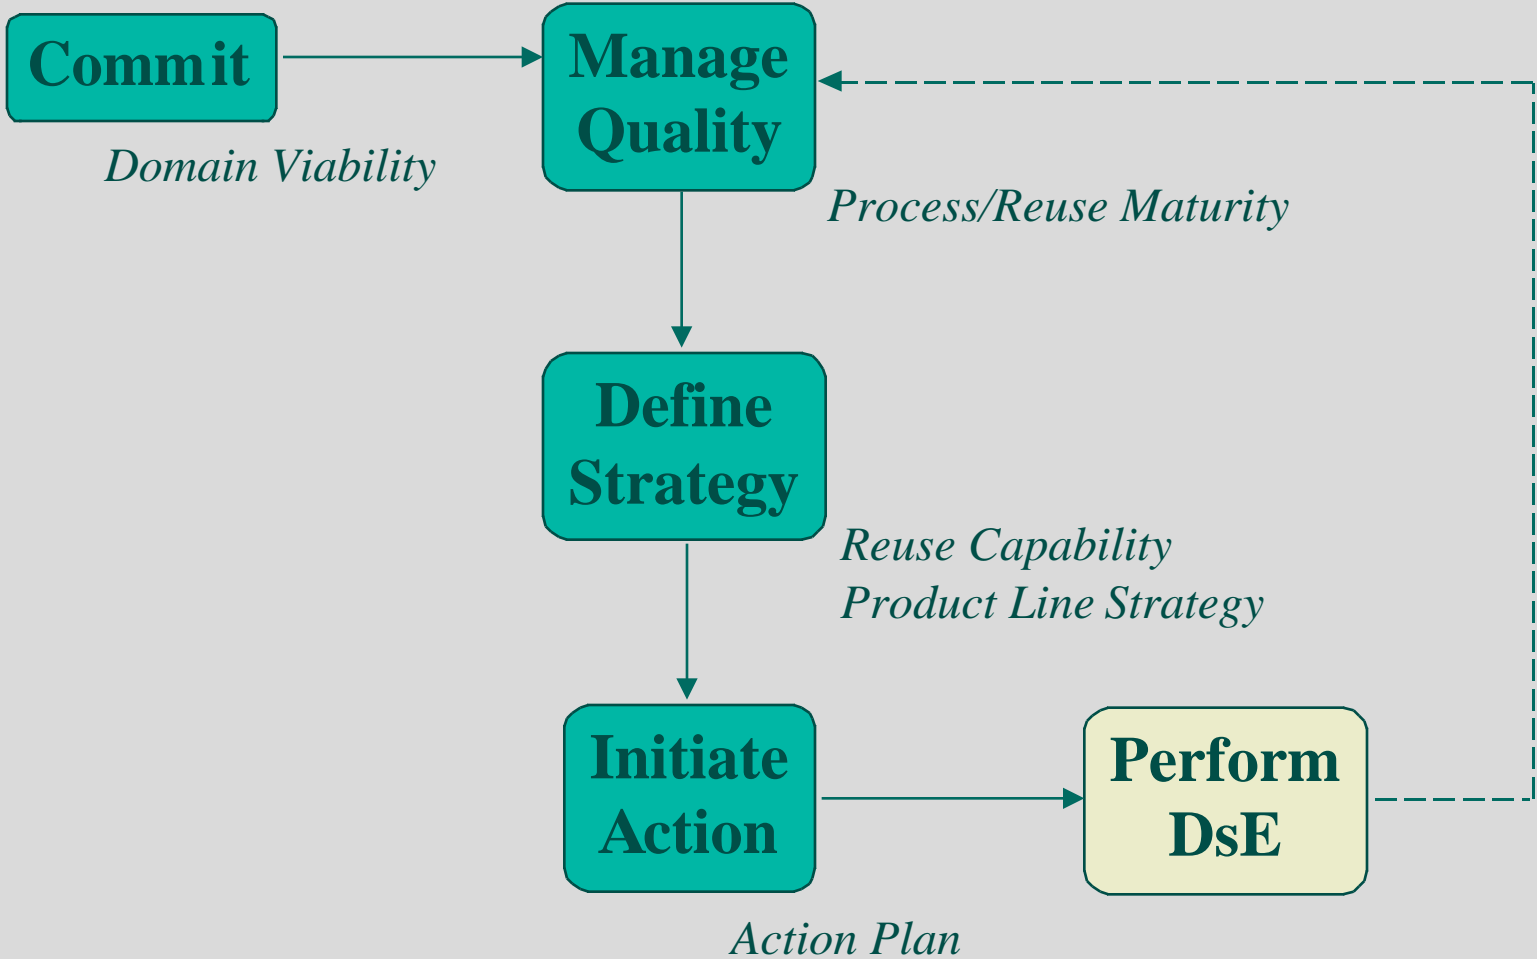 Commit
Manage
Quality
Domain Viability
Process/Reuse Maturity
Define
Strategy
Reuse Capability
Product Line Strategy
Initiate
Action
Perform
DsE
Action Plan